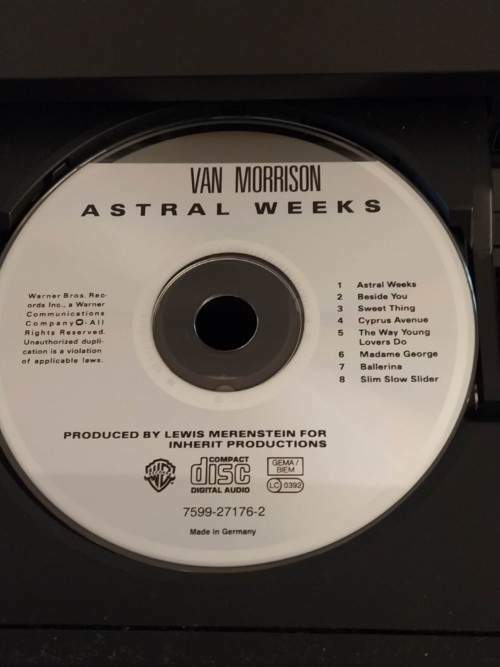 VAN MORRISON
ASTRAL WEEKS
Warner Bros. Rec-
ords Inc., a Warner
Communications
Company-All
Rights Reserved.
Unauthorized dupli-
cation is a violation
of applicable laws.
1 Astral Weeks
2 Beside You
3 Sweet Thing
4 Cyprus Avenue
5 The Way Young
Lovers Do
6 Madame George
7 Ballerina
8 Slim Slow Slider
PRODUCED BY LEWIS MERENSTEIN FOR
INHERIT PRODUCTIONS
COMPACT
disc
DIGITAL AUDIO
GEMA/
BIEM
LC 0392
7599-27176-2
Made in Germany